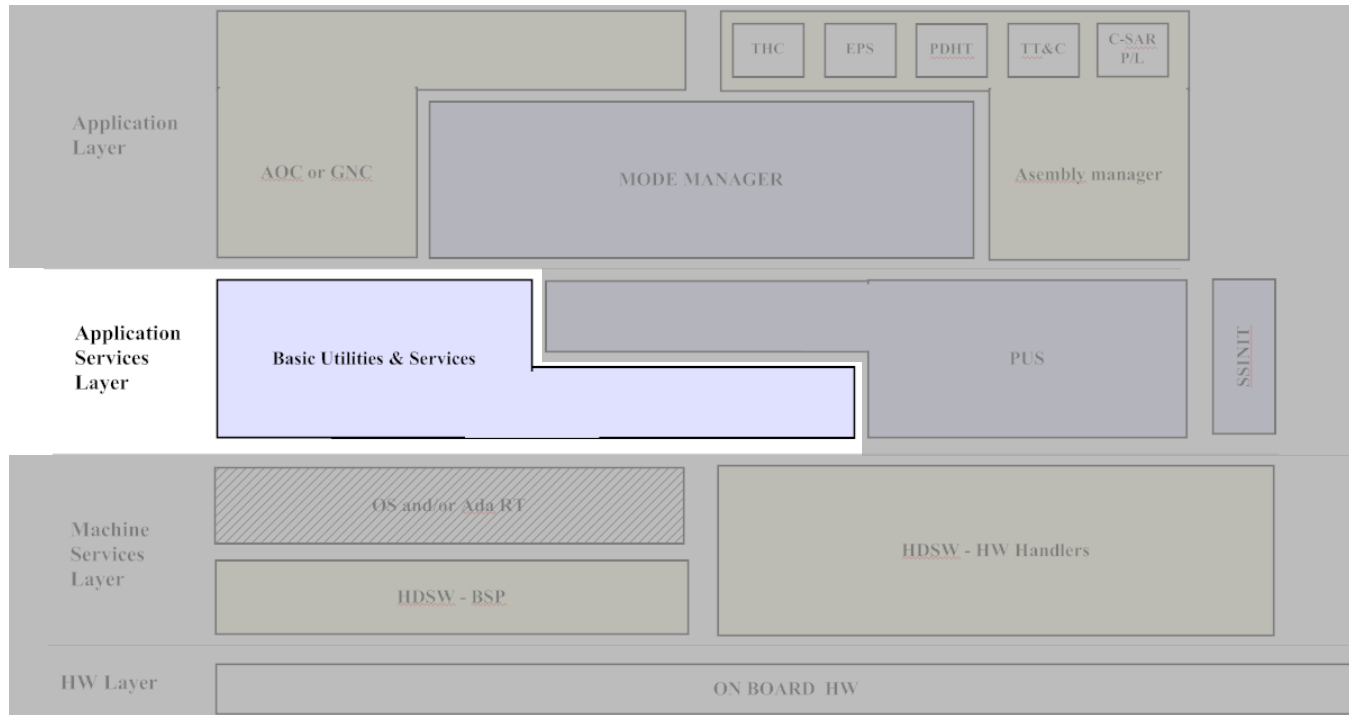 THC
EPS
PDHT
TT&C
C-SAR
P/L
Application
Layer
AOC or GNC
MODE MANAGER
Asembly manager
Application
Services
Layer
Basic Utilities & Services
PUS
SSINIT
OS and/or Ada RT
Machine
Services
Layer
HDSW - HW Handlers
HDSW - BSP
HW Layer
ON BOARD HW